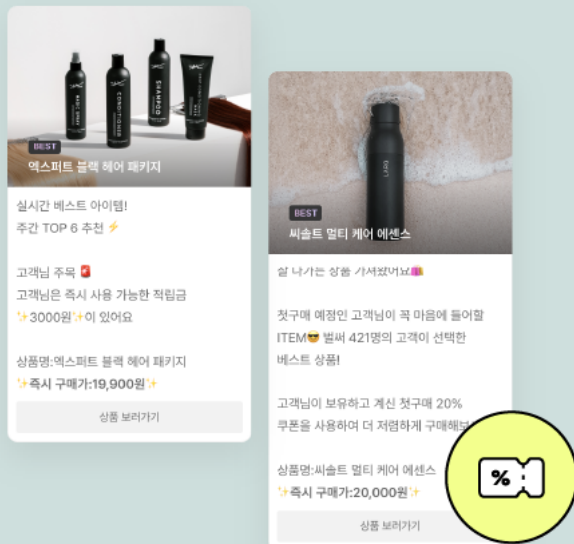 MAGIC SPRAY
CONDITIONER
SHAMPOO
BEST
엑스퍼트 블랙 헤어 패키지
실시간 베스트 아이템!
주간 TOP 6 추천 ⚡
고객님 주목 🚨
고객님은 즉시 사용 가능한 적립금
✨3000원✨이 있어요
상품명:엑스퍼트 블랙 헤어 패키지
✨즉시 구매가:19,900원✨
상품 보러가기
LARQ
BEST
씨솔트 멀티 케어 에센스
잘 나가는 상품 가져왔어요🛍️
첫구매 예정인 고객님이 꼭 마음에 들어할
ITEM😎 벌써 421명의 고객이 선택한
베스트 상품!
고객님이 보유하고 계신 첫구매 20%
쿠폰을 사용하여 더 저렴하게 구매해보
상품명:씨솔트 멀티 케어 에센스
✨즉시 구매가:20,000원✨
%
상품 보러가기